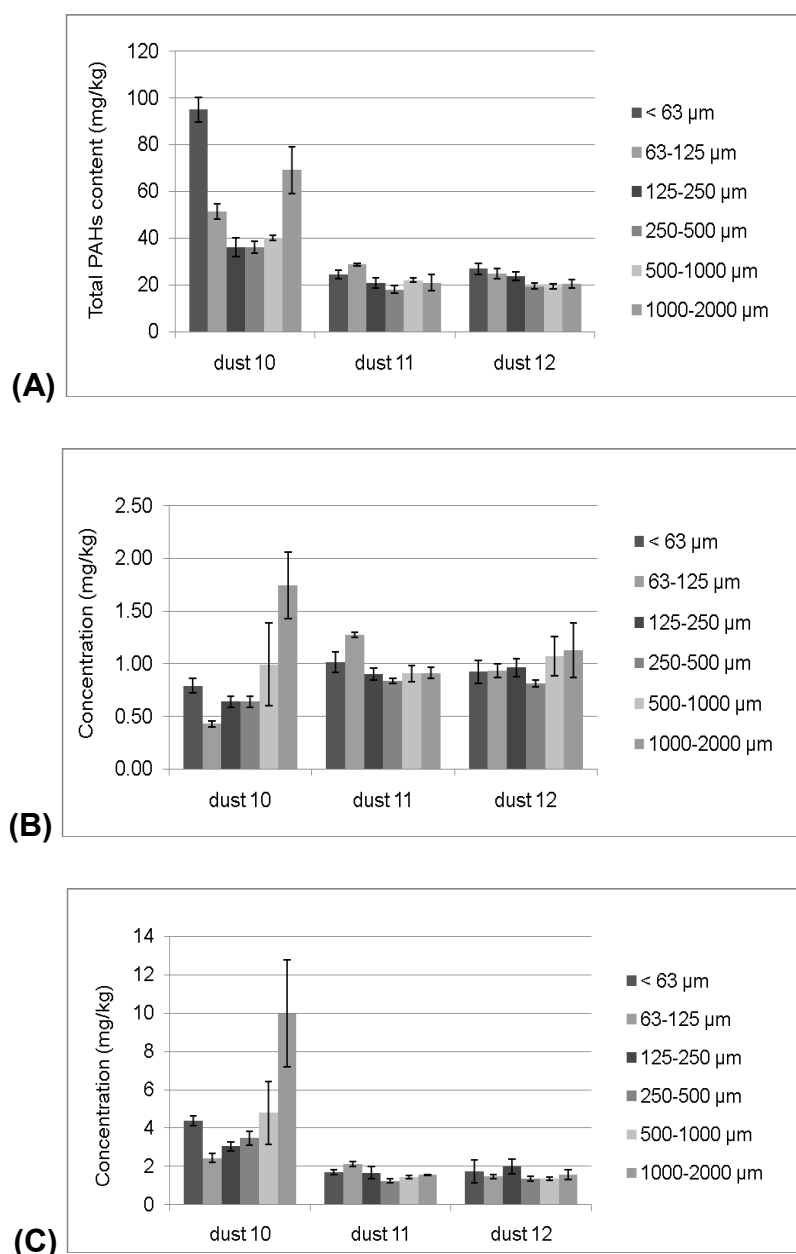 120
100
80
60
40
20
0
Total PAHs content (mg/kg)
dust 10
dust 11
dust 12
< 63 µm
63-125 µm
125-250 µm
250-500 µm
500-1000 µm
1000-2000 µm
(A)
2.50
2.00
1.50
1.00
0.50
0.00
Concentration (mg/kg)
dust 10
dust 11
dust 12
< 63 µm
63-125 µm
125-250 µm
250-500 µm
500-1000 µm
1000-2000 µm
(B)
14
12
10
8
6
4
2
0
Concentration (mg/kg)
dust 10
dust 11
dust 12
< 63 µm
63-125 µm
125-250 µm
250-500 µm
500-1000 µm
1000-2000 µm
(C)